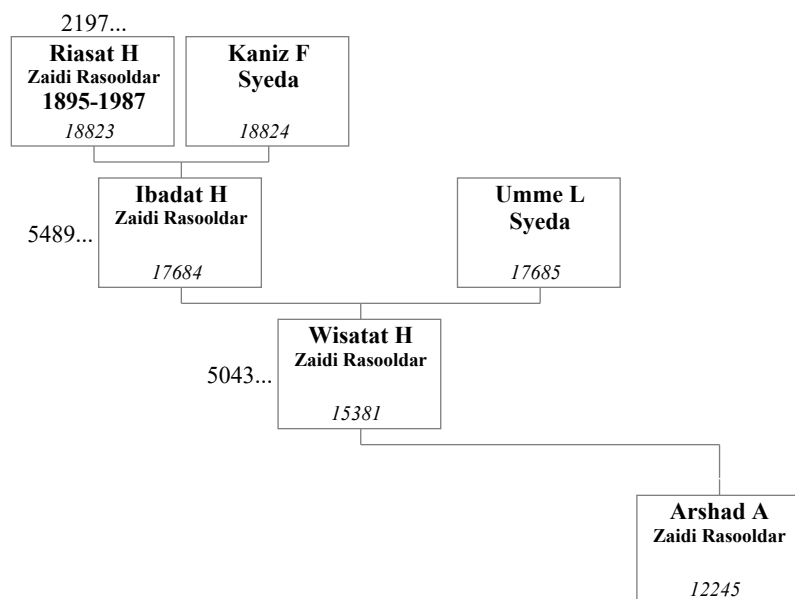 2197...
Riasat H
Zaidi Rasooldar
1895-1987
18823
Kaniz F
Syeda
18824
5489...
Ibadat H
Zaidi Rasooldar
17684
Umme L
Syeda
17685
5043...
Wisatat H
Zaidi Rasooldar
15381
Arshad A
Zaidi Rasooldar
12245